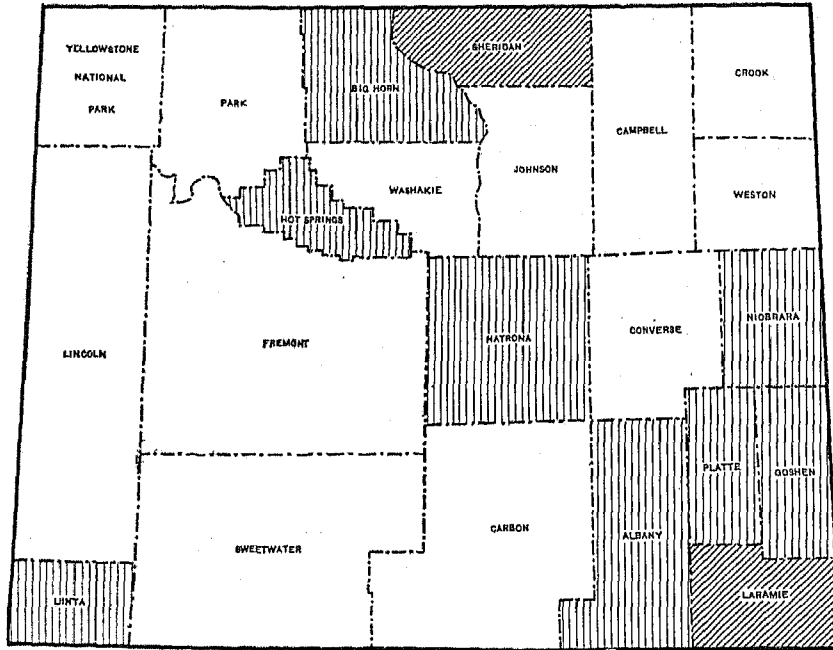 YELLOWSTONE
NATIONAL
PARK
PARK
BIG HORN
SHERIDAN
CAMPBELL
CROOK
WESTON
JOHNSON
WASHAKIE
HOT SPRINGS
LINCOLN
FREMONT
NATRONA
CONVERSE
NIOBRARA
PLATTE
GOSHEN
ALBANY
CARBON
SWEETWATER
UINTA
LARAMIE